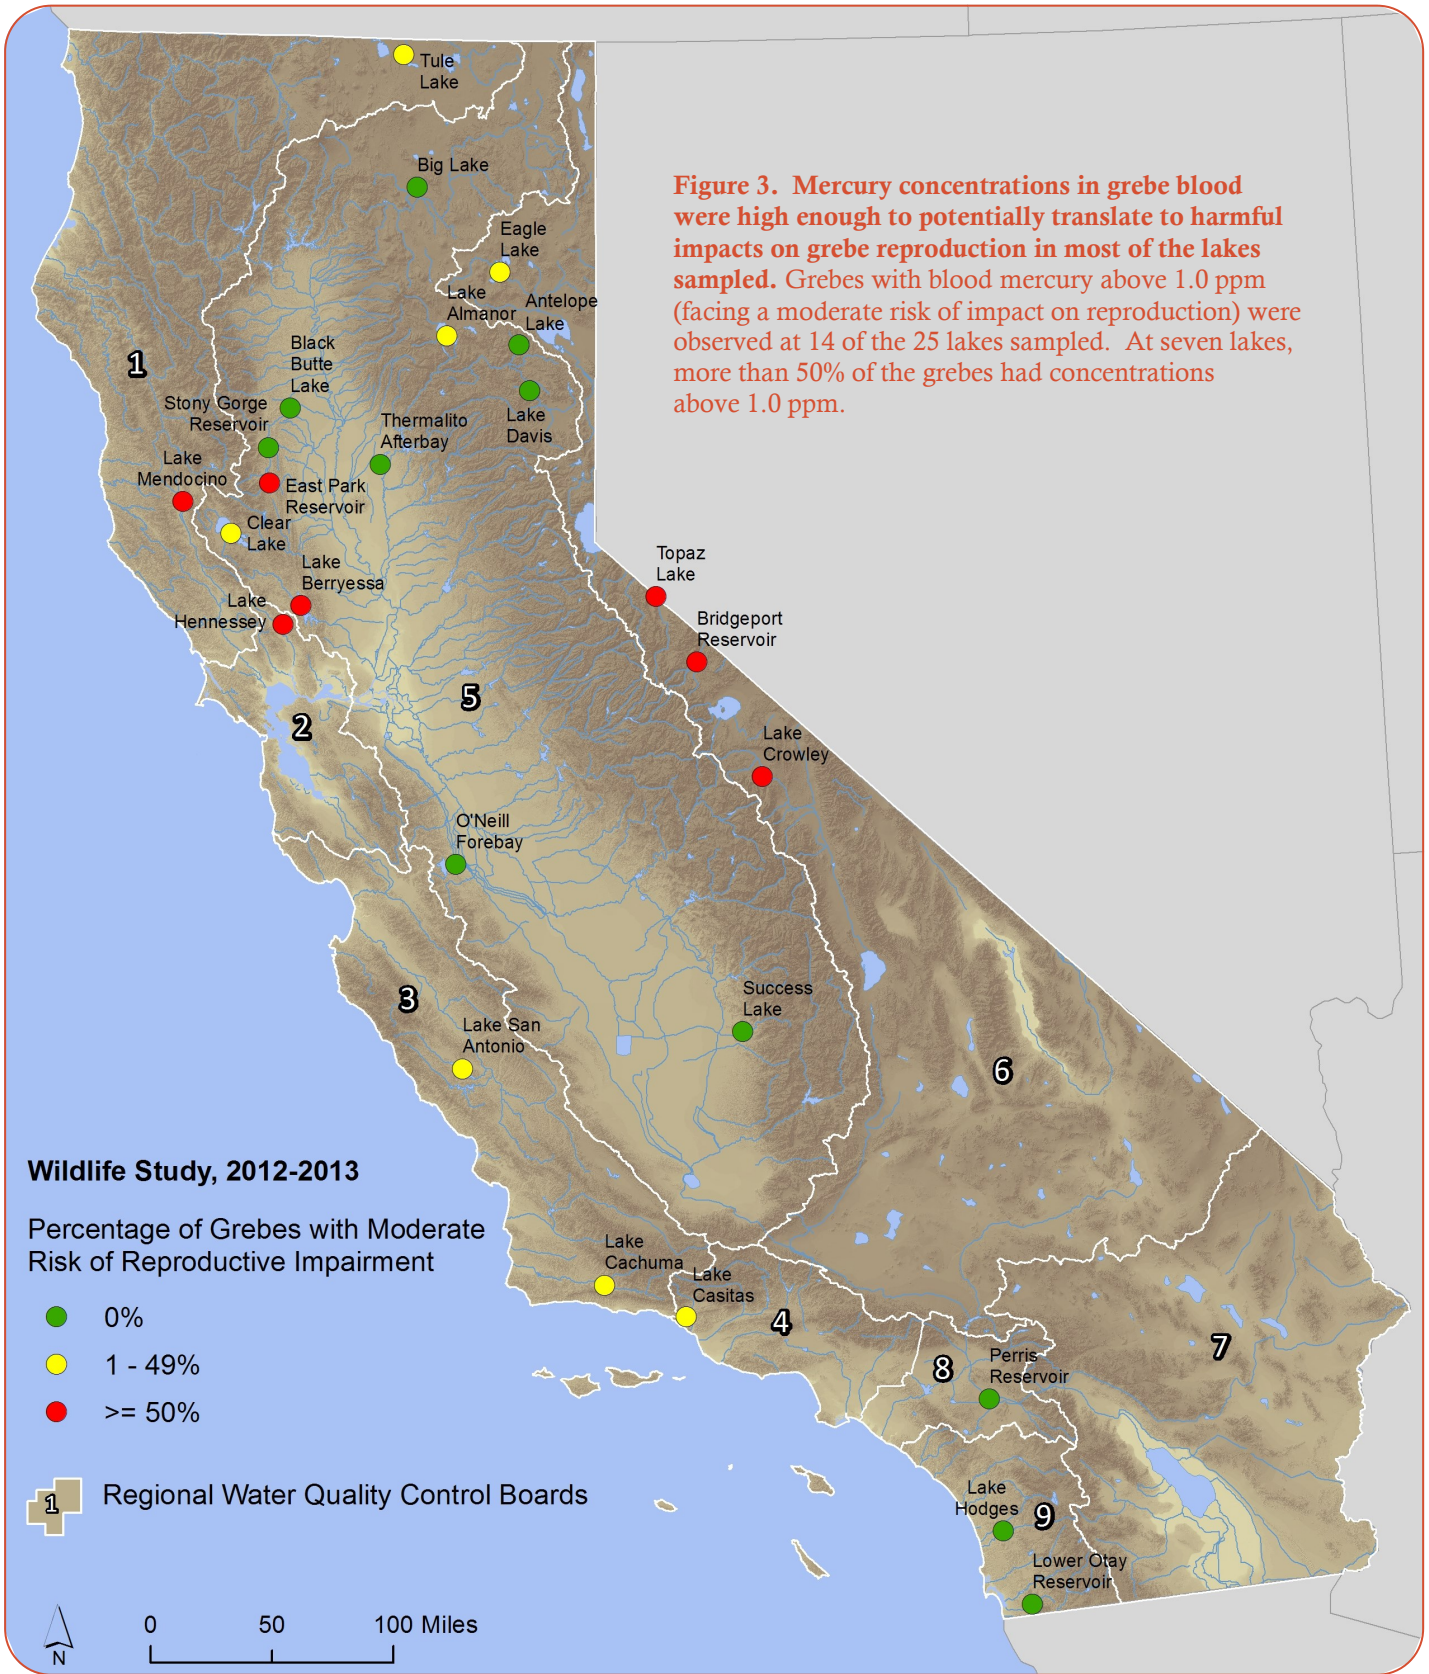 Tule
Lake
Big Lake
Eagle
Lake
Lake
Almanor
Antelope
Lake
Lake
Davis
Black
Butte
Lake
Stony Gorge
Reservoir
Thermalito
Afterbay
Lake
Mendocino
East Park
Reservoir
Clear
Lake
Lake
Berryessa
Lake
Hennessey
Topaz
Lake
Bridgeport
Reservoir
Lake
Crowley
O'Neill
Forebay
Success
Lake
Lake San
Antonio
Lake
Cachuma
Lake
Casitas
Perris
Reservoir
Lake
Hodges
Lower Otay
Reservoir
1
2
3
4
5
6
7
8
9
Figure 3. Mercury concentrations in grebe blood
were high enough to potentially translate to harmful
impacts on grebe reproduction in most of the lakes
sampled. Grebes with blood mercury above 1.0 ppm
(facing a moderate risk of impact on reproduction) were
observed at 14 of the 25 lakes sampled. At seven lakes,
more than 50% of the grebes had concentrations
above 1.0 ppm.
Wildlife Study, 2012-2013
Percentage of Grebes with Moderate
Risk of Reproductive Impairment
0%
1 - 49%
>= 50%
1 Regional Water Quality Control Boards
N
0 50 100 Miles